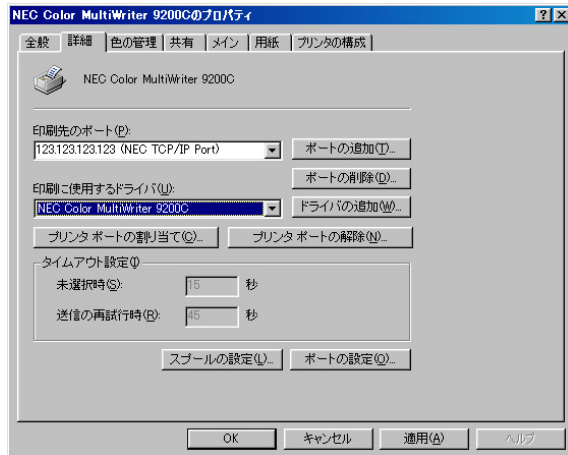 NEC Color MultiWriter 9200Cのプロパティ
全般 詳細 色の管理 共有 メイン 用紙 プリンタの構成
NEC Color MultiWriter 9200C
印刷先のポート(P):
123.123.123.123 (NEC TCP/IP Port) ポートの追加(T)...
ポートの削除(D)...
印刷に使用するドライバ(U):
NEC Color MultiWriter 9200C ドライバの追加(W)...
プリンタ ポートの割り当て(C)... プリンタ ポートの解除(N)...
タイムアウト設定(I)
未選択時(S): 15 秒
送信の再試行時(R): 45 秒
スプールの設定(L)... ポートの設定(O)...
OK キャンセル 適用(A) ヘルプ